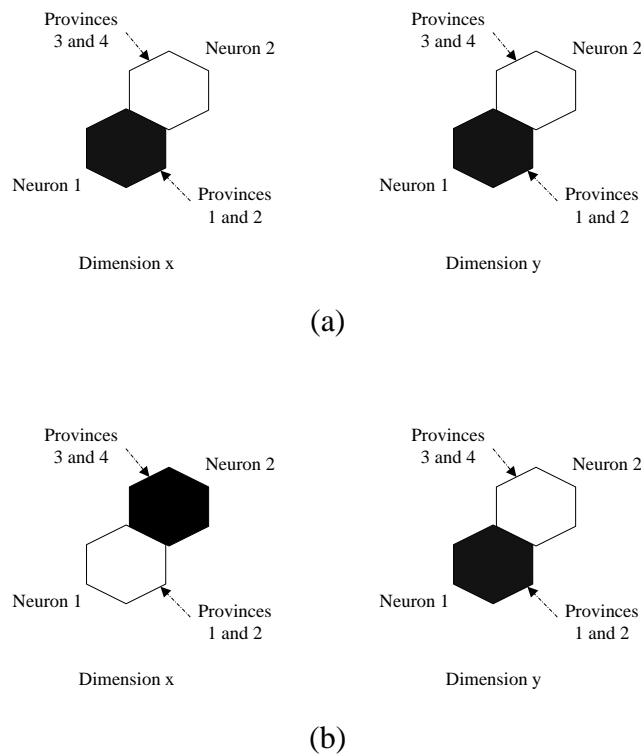 Provinces
3 and 4
Neuron 2
Neuron 1
Provinces
1 and 2
Dimension x
Provinces
3 and 4
Neuron 2
Neuron 1
Provinces
1 and 2
Dimension y
(a)
Provinces
3 and 4
Neuron 2
Neuron 1
Provinces
1 and 2
Dimension x
Provinces
3 and 4
Neuron 2
Neuron 1
Provinces
1 and 2
Dimension y
(b)